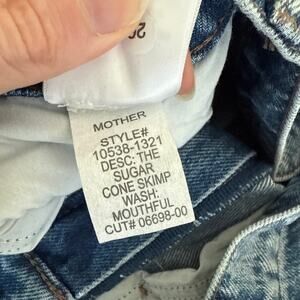 MOTHER
STYLE#
10538-1321
DESC: THE
SUGAR
CONE SKIMP
WASH:
MOUTHFUL
CUT# 06698-00